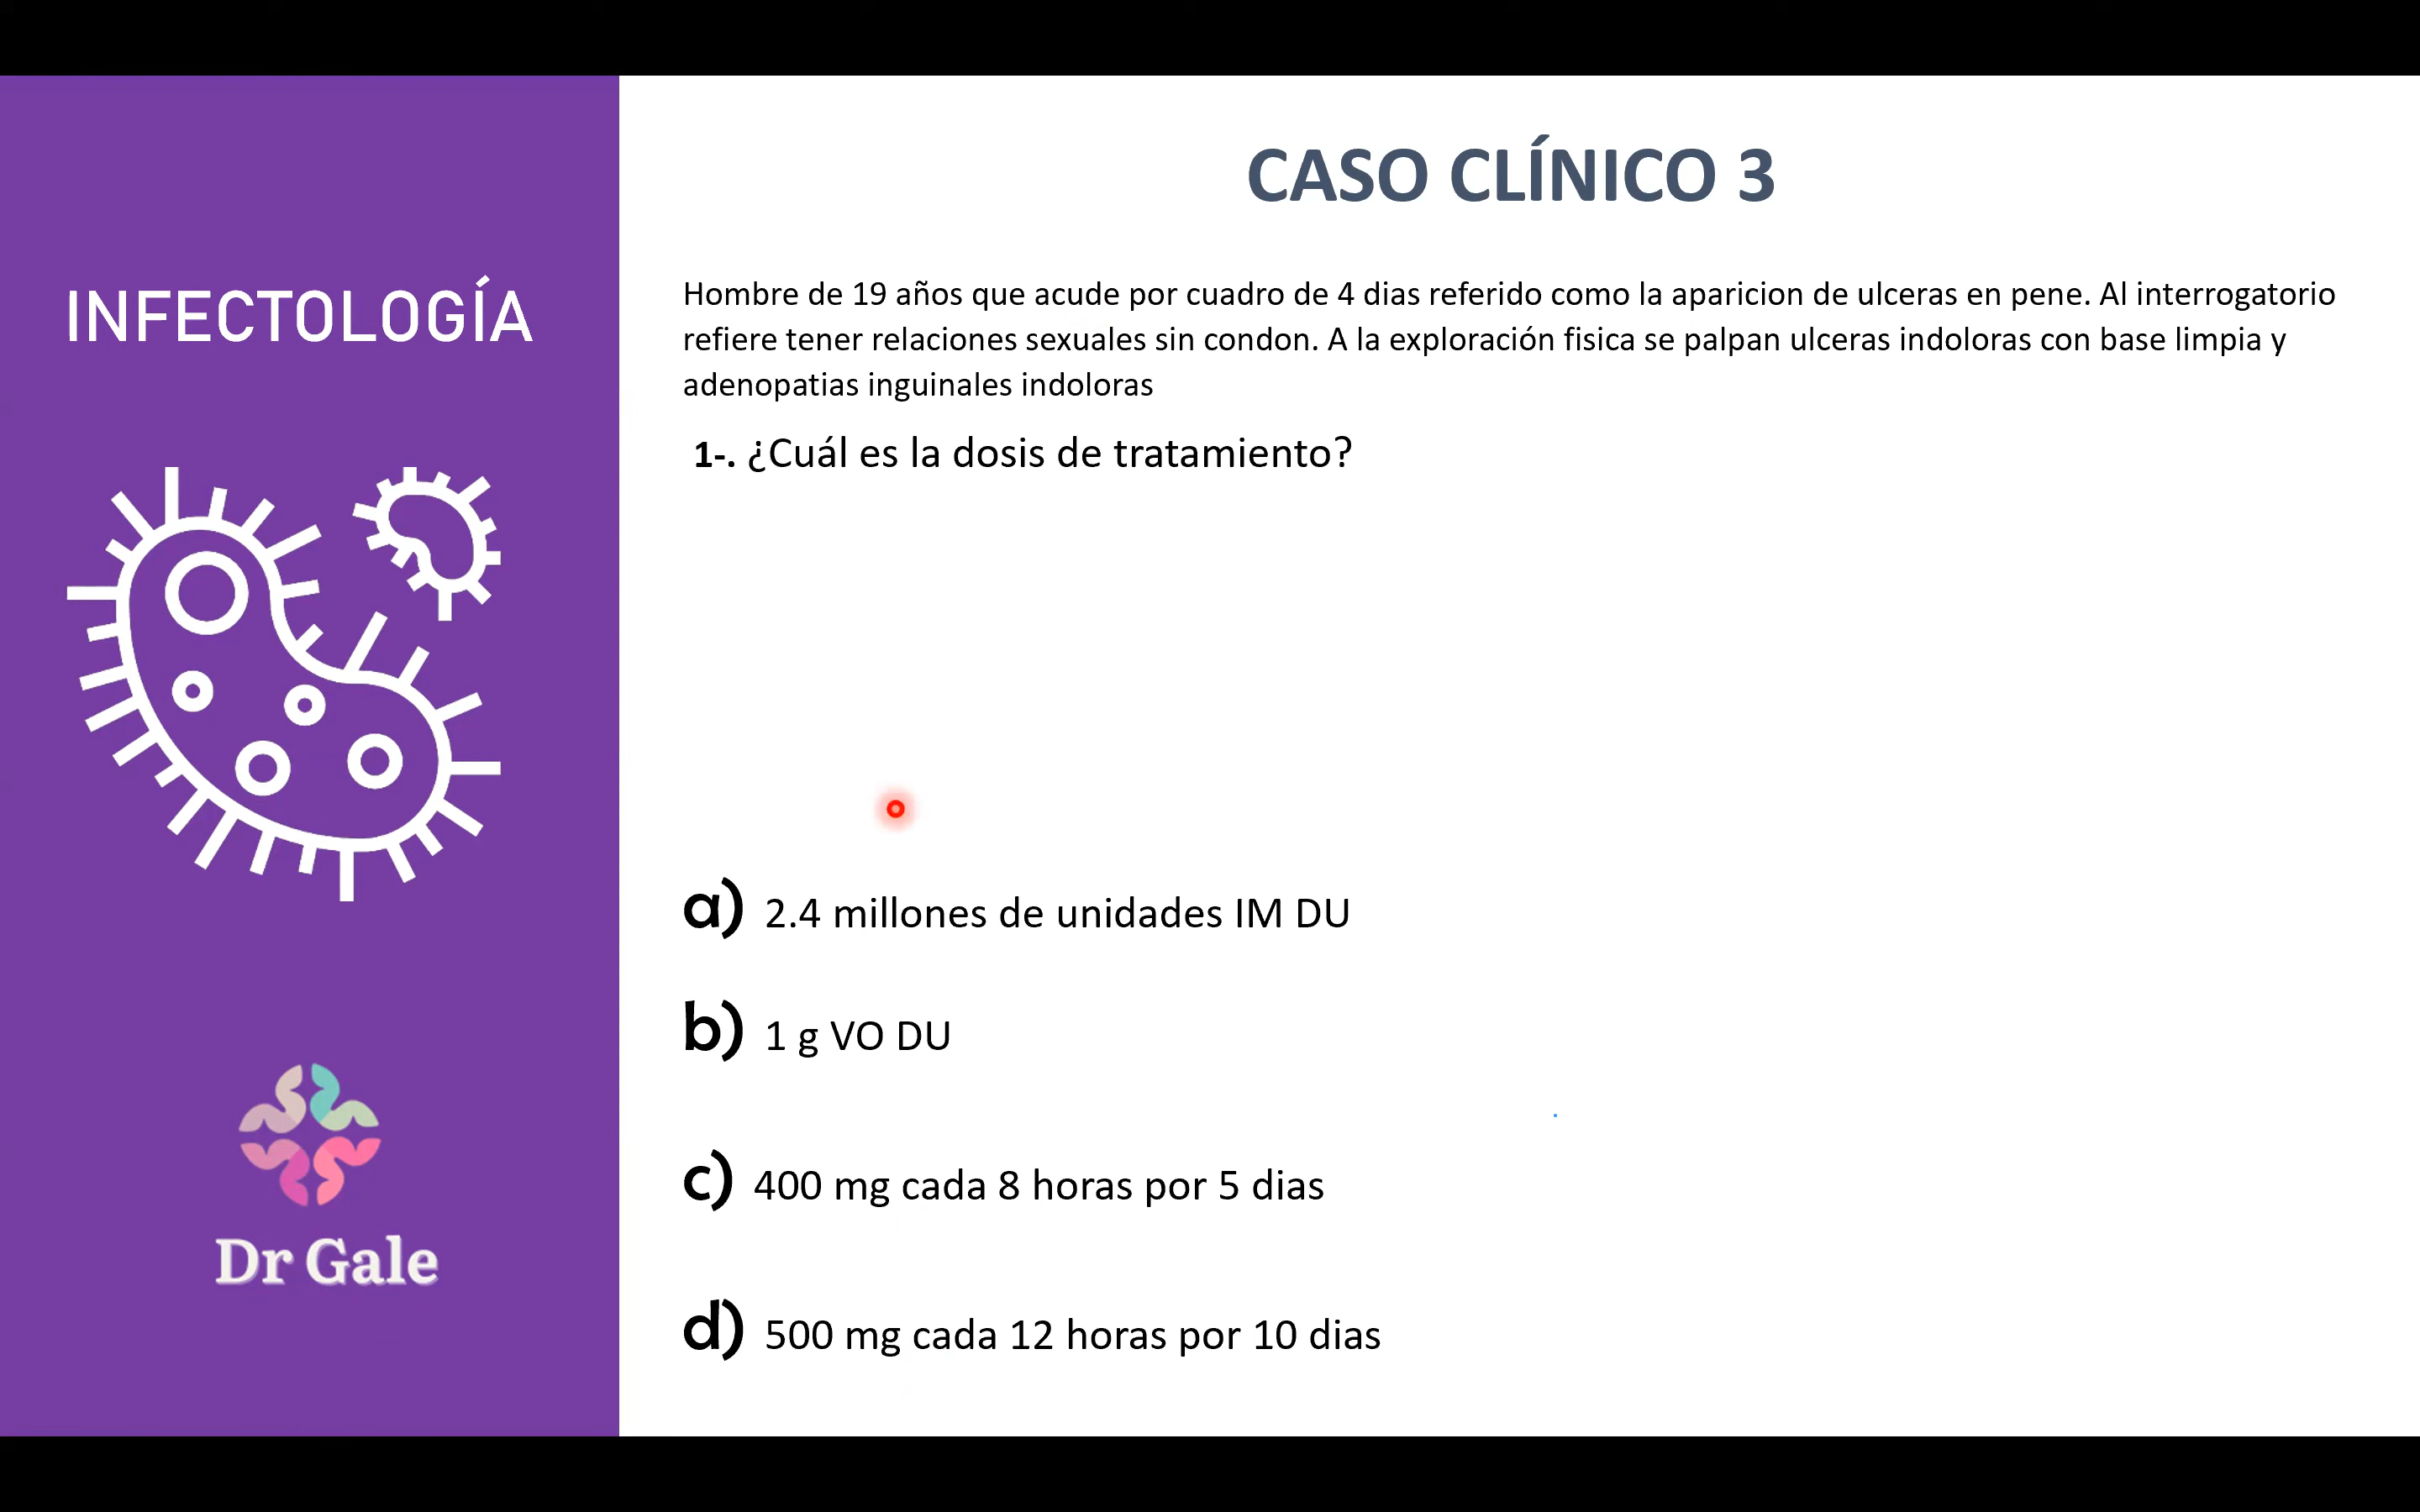 INFECTOLOGÍA
Dr Gale
CASO CLÍNICO 3
Hombre de 19 años que acude por cuadro de 4 dias referido como la aparicion de ulceras en pene. Al interrogatorio
refiere tener relaciones sexuales sin condon. A la exploración fisica se palpan ulceras indoloras con base limpia y
adenopatias inguinales indoloras
1-. ¿Cuál es la dosis de tratamiento?
a) 2.4 millones de unidades IM DU
b) 1 g VO DU
c) 400 mg cada 8 horas por 5 dias
d) 500 mg cada 12 horas por 10 dias